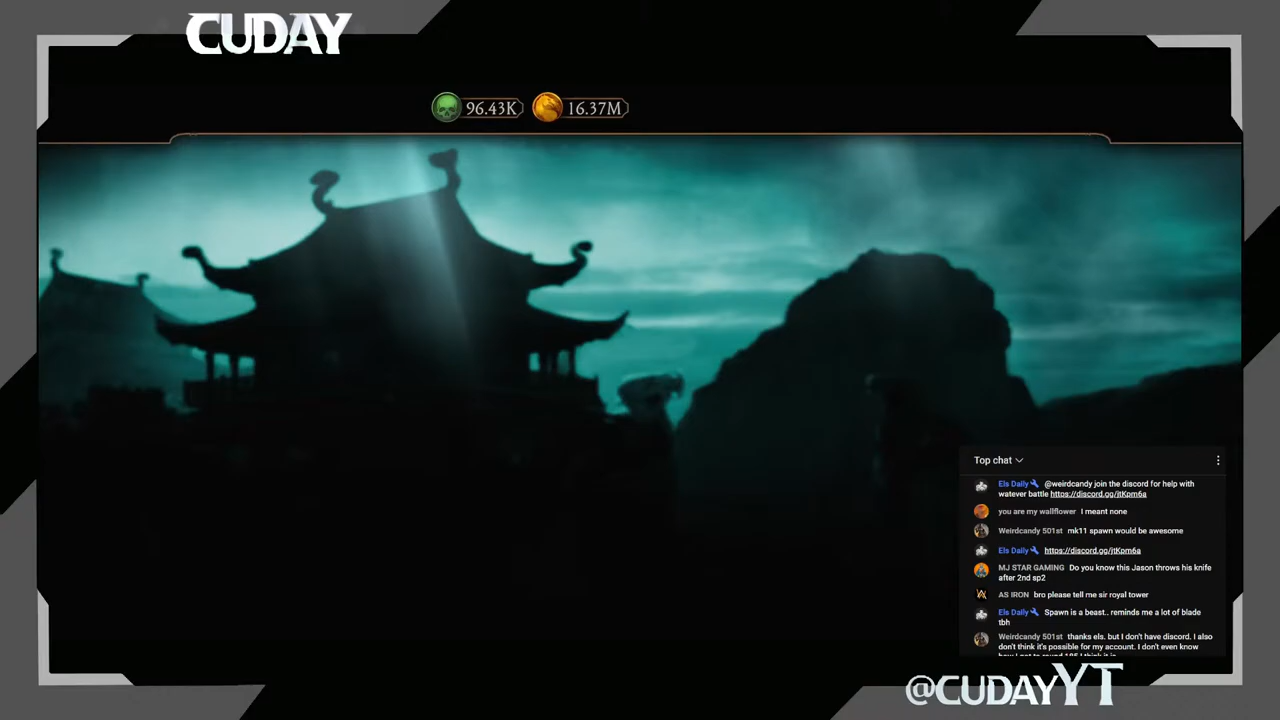 CUDAY
96.43K 16.37M
Top chat
Els Daily @weirdcandy join the discord for help with
watever battle https://discord.gg/jtKpm6a
you are my wallflower I meant none
Weirdcandy 501st mk11 spawn would be awesome
Els Daily https://discord.gg/jtKpm6a
MJ STAR GAMING Do you know this Jason throws his knife
after 2nd sp2
AS IRON bro please tell me sir royal tower
Els Daily Spawn is a beast.. reminds me a lot of blade
tbh
Weirdcandy 501st thanks els. but I don't have discord. I also
don't think it's possible for my account. I don't even know
@CUDAYYT